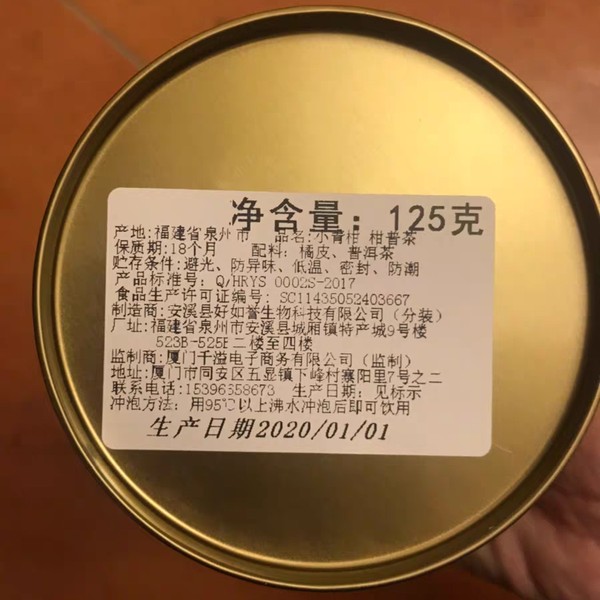 净含量：125克
产地:福建省泉州市 品名:小青柑 柑普茶
保质期:18个月 配料：橘皮、普洱茶
贮存条件:避光、防异味、低温、密封、防潮
产品标准号：Q/HRYS 0002S-2017
食品生产许可证编号：SC11435052403667
制造商：安溪县好如誉生物科技有限公司（分装）
厂址:福建省泉州市安溪县城厢镇特产城9号楼
523B-525E二楼至四楼
监制商:厦门千溢电子商务有限公司（监制）
地址:厦门市同安区五显镇下峰村寨阳里7号之二
联系电话:15396558673 生产日期：见标示
冲泡方法：用95℃以上沸水冲泡后即可饮用
生产日期2020/01/01